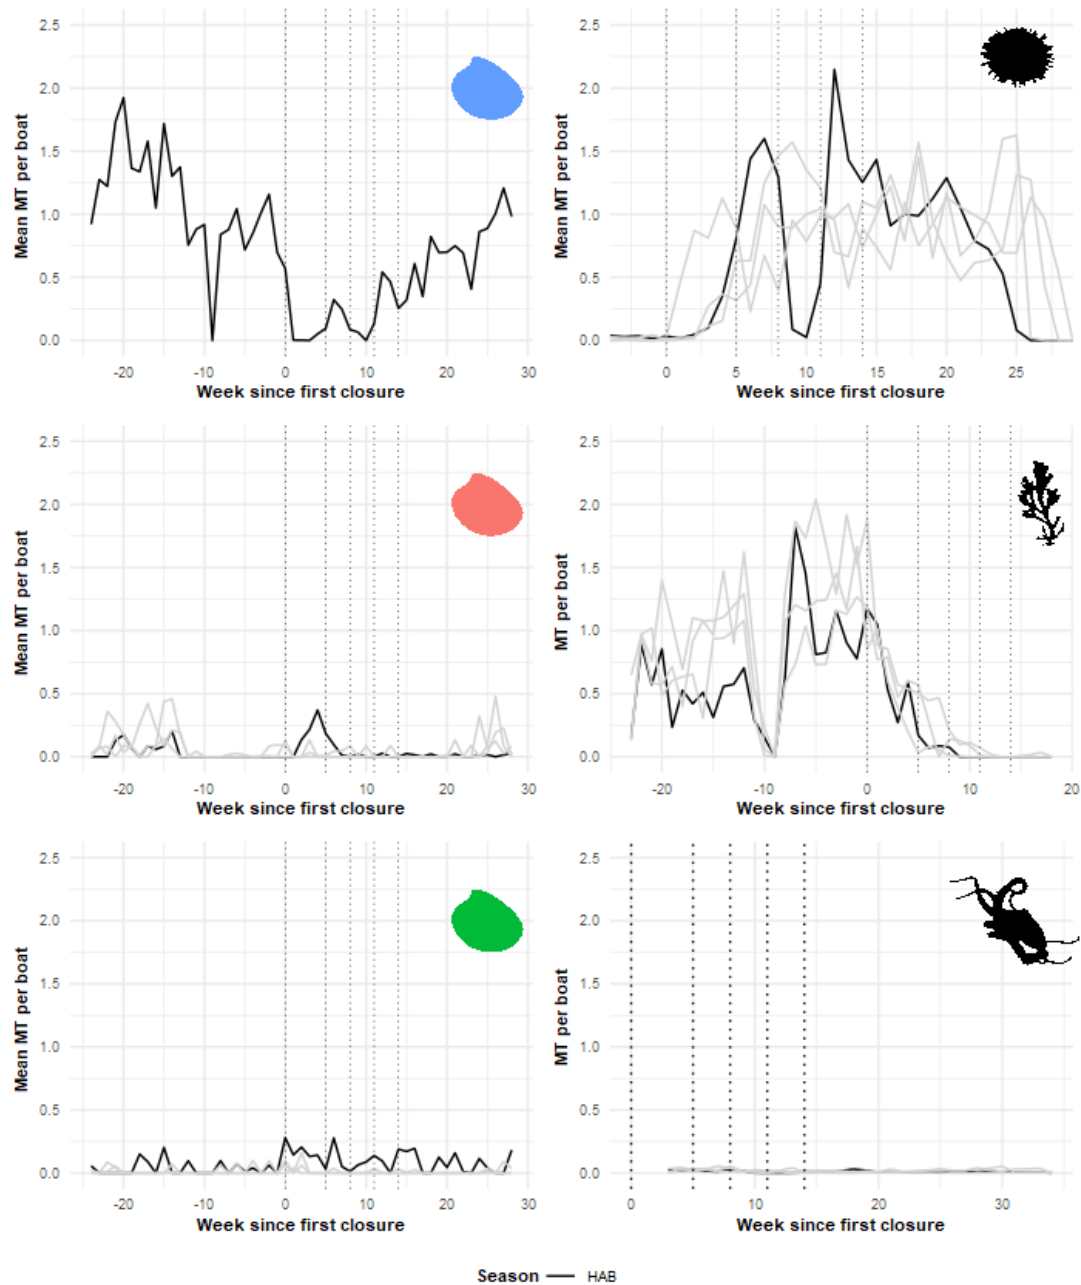 2.5
2.0
1.5
1.0
0.5
0.0
Mean MT per boat
-20 -10 0 10 20 30
Week since first closure
2.5
2.0
1.5
1.0
0.5
0.0
Mean MT per boat
0 5 10 15 20 25
Week since first closure
2.5
2.0
1.5
1.0
0.5
0.0
Mean MT per boat
-20 -10 0 10 20 30
Week since first closure
2.5
2.0
1.5
1.0
0.5
0.0
MT per boat
-20 -10 0 10 20
Week since first closure
2.5
2.0
1.5
1.0
0.5
0.0
Mean MT per boat
-20 -10 0 10 20 30
Week since first closure
2.5
2.0
1.5
1.0
0.5
0.0
MT per boat
0 10 20 30
Week since first closure
Season HAB